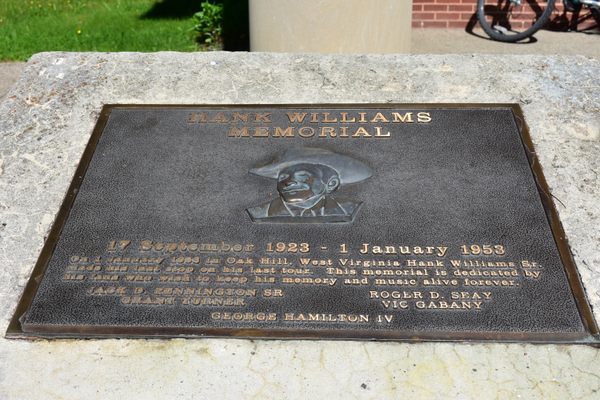 HANK WILLIAMS
MEMORIAL
17 September 1923 - 1 January 1953
On 1 January 1953 in Oak Hill, West Virginia Hank Williams Sr.
made his last stop on his last tour. This memorial is dedicated by
his fans who seek to keep his memory and music alive forever.
JACK D. PENNINGTON SR
ROGER D. SEAY
GRANT TURNER
VIC GABANY
GEORGE HAMILTON IV